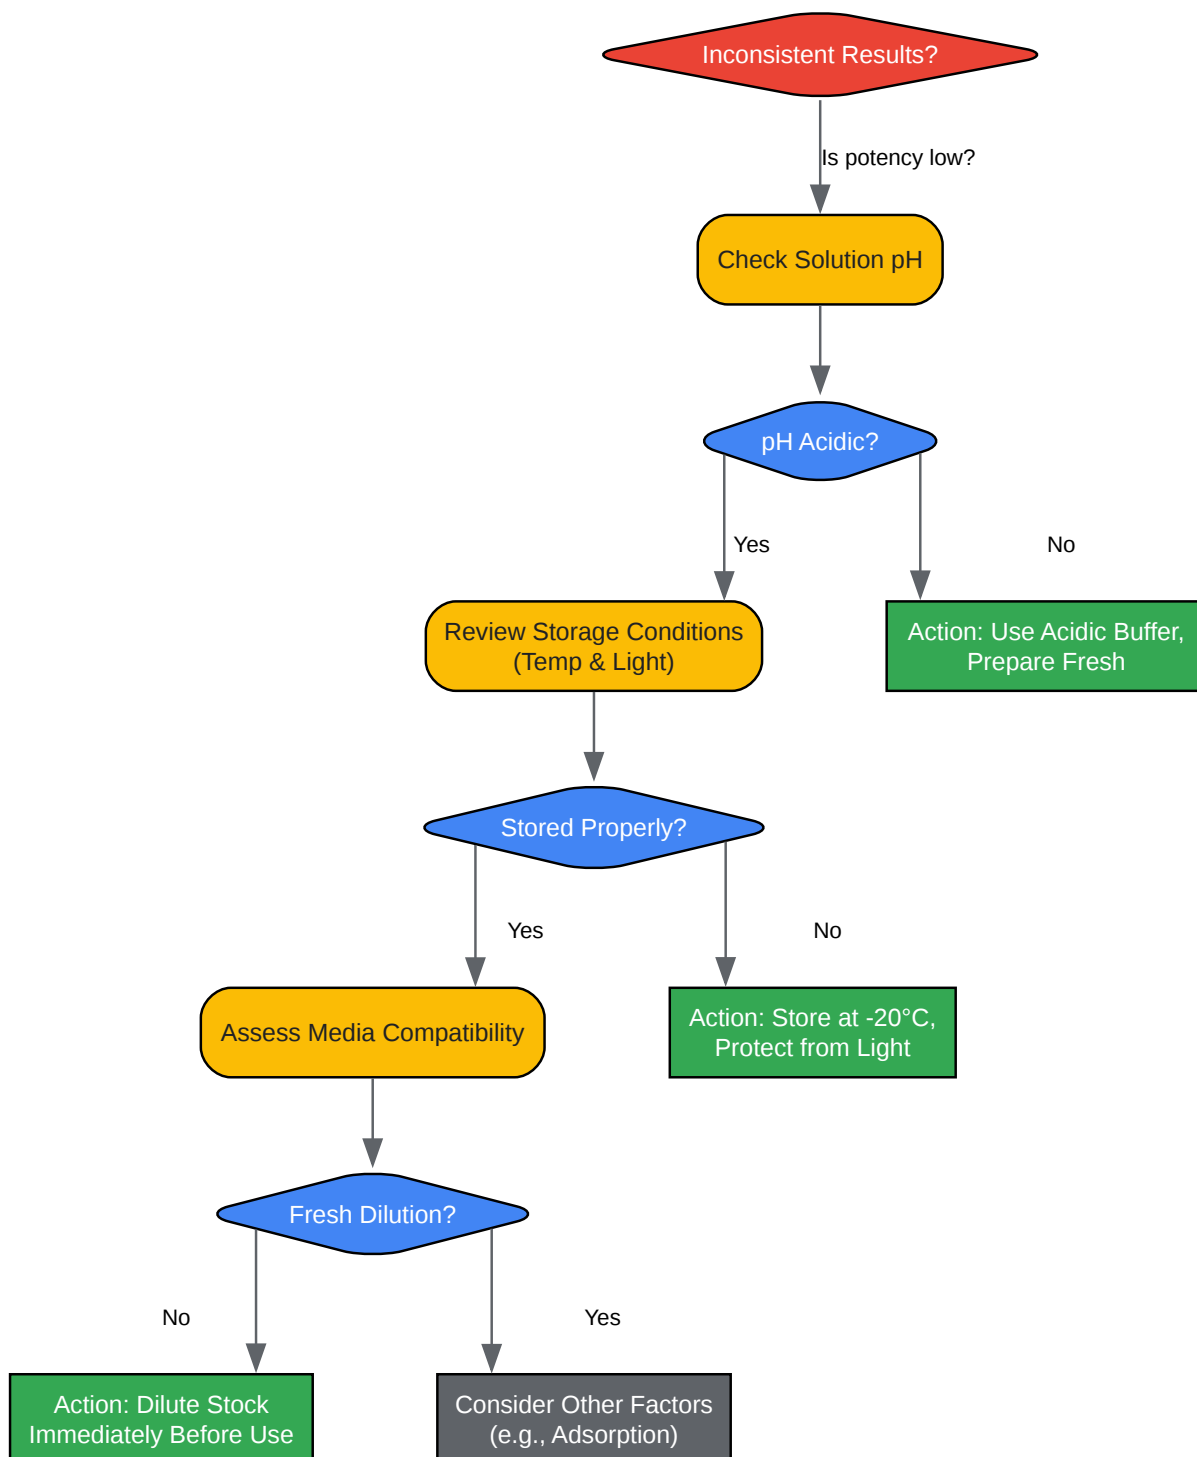 Inconsistent Results?
Is potency low?
Check Solution pH
pH Acidic?
Yes
No
Review Storage Conditions
(Temp & Light)
Action: Use Acidic Buffer,
Prepare Fresh
Stored Properly?
Yes
No
Assess Media Compatibility
Action: Store at -20°C,
Protect from Light
Fresh Dilution?
No
Yes
Action: Dilute Stock
Immediately Before Use
Consider Other Factors
(e.g., Adsorption)